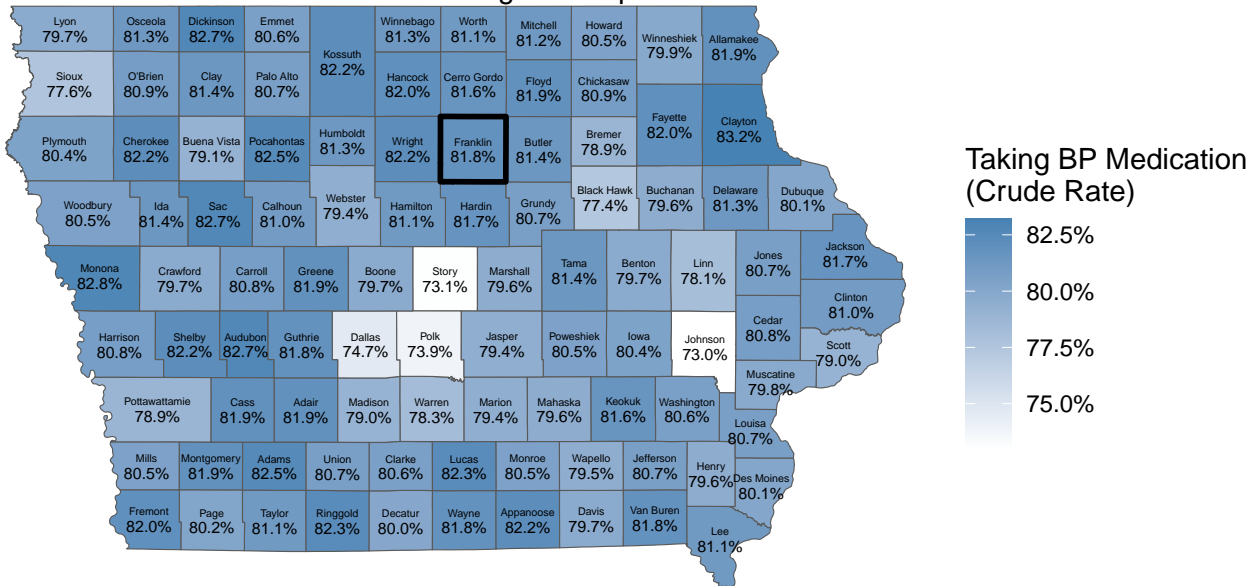 Lyon
79.7%
Osceola
81.3%
Dickinson
82.7%
Emmet
80.6%
Kossuth
82.2%
Winnebago
81.3%
Worth
81.1%
Mitchell
81.2%
Howard
80.5%
Winneshiek
79.9%
Allamakee
81.9%
Sioux
77.6%
O'Brien
80.9%
Clay
81.4%
Palo Alto
80.7%
Hancock
82.0%
Cerro Gordo
81.6%
Floyd
81.9%
Chickasaw
80.9%
Fayette
82.0%
Clayton
83.2%
Plymouth
80.4%
Cherokee
82.2%
Buena Vista
79.1%
Pocahontas
82.5%
Humboldt
81.3%
Wright
82.2%
Franklin
81.8%
Butler
81.4%
Bremer
78.9%
Woodbury
80.5%
Ida
81.4%
Sac
82.7%
Calhoun
81.0%
Webster
79.4%
Hamilton
81.1%
Hardin
81.7%
Grundy
80.7%
Black Hawk
77.4%
Buchanan
79.6%
Delaware
81.3%
Dubuque
80.1%
Monona
82.8%
Crawford
79.7%
Carroll
80.8%
Greene
81.9%
Boone
79.7%
Story
73.1%
Marshall
79.6%
Tama
81.4%
Benton
79.7%
Linn
78.1%
Jones
80.7%
Jackson
81.7%
Clinton
81.0%
Harrison
80.8%
Shelby
82.2%
Audubon
82.7%
Guthrie
81.8%
Dallas
74.7%
Polk
73.9%
Jasper
79.4%
Poweshiek
80.5%
Iowa
80.4%
Johnson
73.0%
Cedar
80.8%
Scott
79.0%
Muscatine
79.8%
Pottawattamie
78.9%
Cass
81.9%
Adair
81.9%
Madison
79.0%
Warren
78.3%
Marion
79.4%
Mahaska
79.6%
Keokuk
81.6%
Washington
80.6%
Louisa
80.7%
Mills
80.5%
Montgomery
81.9%
Adams
82.5%
Union
80.7%
Clarke
80.6%
Lucas
82.3%
Monroe
80.5%
Wapello
79.5%
Jefferson
80.7%
Henry
79.6%
Des Moines
80.1%
Fremont
82.0%
Page
80.2%
Taylor
81.1%
Ringgold
82.3%
Decatur
80.0%
Wayne
81.8%
Appanoose
82.2%
Davis
79.7%
Van Buren
81.8%
Lee
81.1%
Taking BP Medication
(Crude Rate)
82.5%
80.0%
77.5%
75.0%